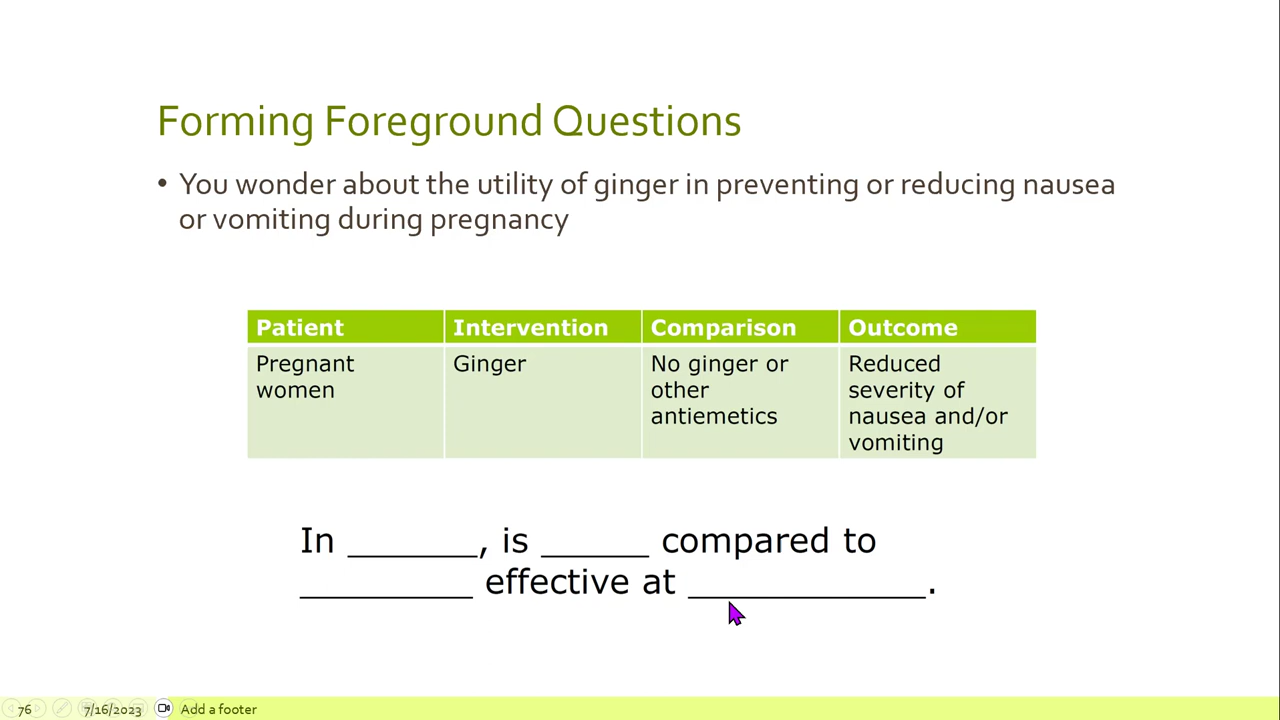 Forming Foreground Questions
• You wonder about the utility of ginger in preventing or reducing nausea
or vomiting during pregnancy
Patient Intervention Comparison Outcome
Pregnant women
Ginger
No ginger or other antiemetics
Reduced severity of nausea and/or vomiting
In _______, is ______ compared to
_________ effective at _____________.
76 7/16/2023 Add a footer